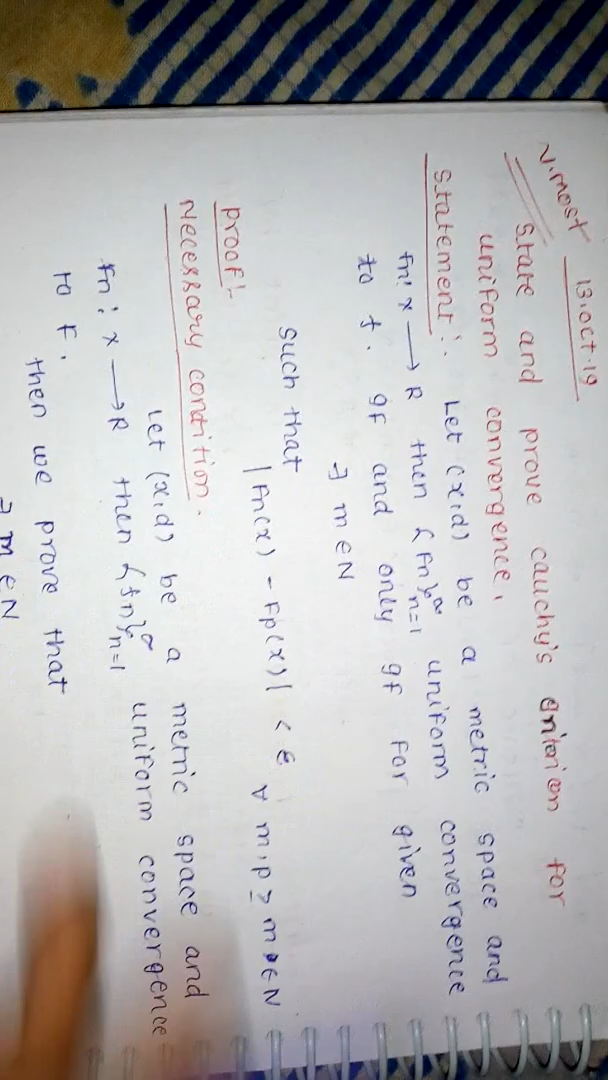 v.most 13.oct.19
State and prove cauchy's criterion for
uniform convergence.
Statement:. Let (x,d) be a metric space and
fn: x → R then {fn}∞n=1 uniform convergence
to f. gf and only gf for given
∃ m ∈ N
such that
|Fn(x) - Fp(x)| < ϵ ∀ m,p ≥ m ∈ N
Proof:-
Necessary condition.
Let (x,d) be a metric space and
fn: x → R then {fn}∞n=1 uniform convergence
to F.
then we prove that
∃ m ∈ N